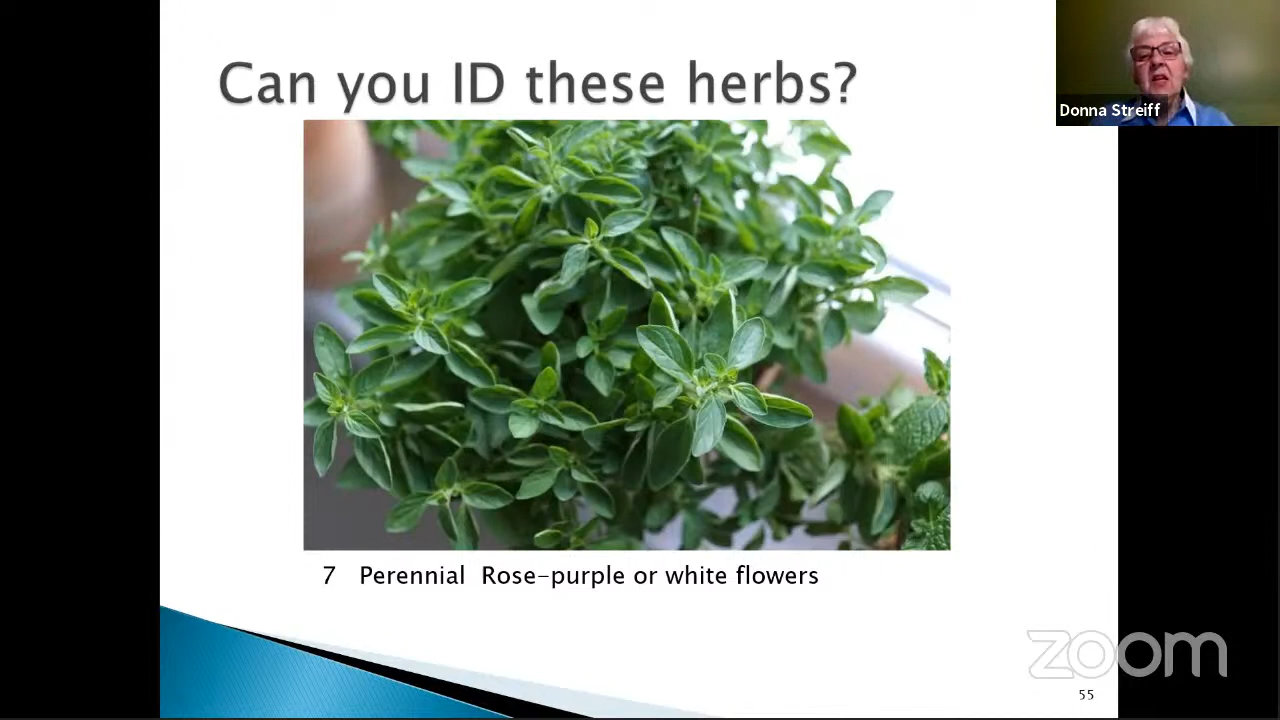 Can you ID these herbs?
Donna Streiff
7 Perennial Rose-purple or white flowers
zoom
55